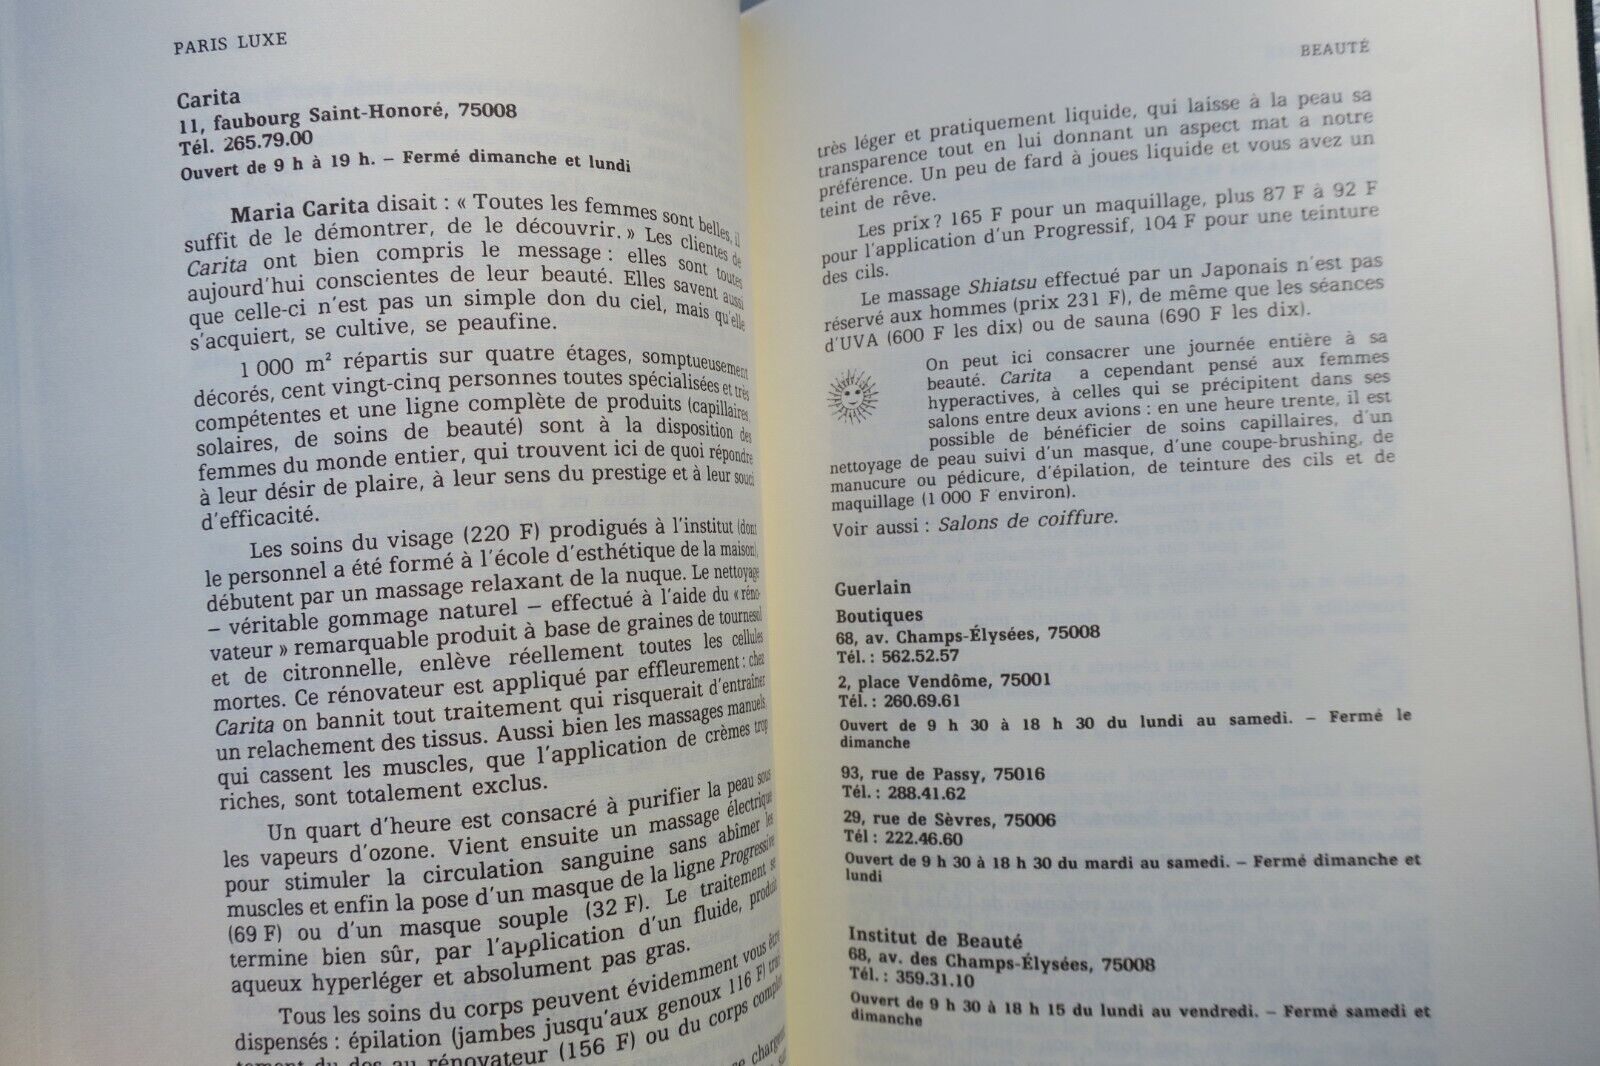 PARIS LUXE
Carita
11, faubourg Saint-Honoré, 75008
Tél. 265.79.00
Ouvert de 9 h à 19 h. – Fermé dimanche et lundi
Maria Carita disait : « Toutes les femmes sont belles, il
suffit de le démontrer, de le découvrir. » Les clientes de
Carita ont bien compris le message : elles sont toutes
aujourd'hui conscientes de leur beauté. Elles savent aussi
que celle-ci n'est pas un simple don du ciel, mais qu'elle
s'acquiert, se cultive, se peaufine.
1 000 m² répartis sur quatre étages, somptueusement
décorés, cent vingt-cinq personnes toutes spécialisées et très
compétentes et une ligne complète de produits (capillaires,
solaires, de soins de beauté) sont à la disposition des
femmes du monde entier, qui trouvent ici de quoi répondre
à leur désir de plaire, à leur sens du prestige et à leur souci
d'efficacité.
Les soins du visage (220 F) prodigués à l'institut (dont
le personnel a été formé à l'école d'esthétique de la maison),
débutent par un massage relaxant de la nuque. Le nettoyage
– véritable gommage naturel – effectué à l'aide du « réno-
vateur » remarquable produit à base de graines de tournesol
et de citronnelle, enlève réellement toutes les cellules
mortes. Ce rénovateur est appliqué par effleurement : chez
Carita on bannit tout traitement qui risquerait d'entraîner
un relachement des tissus. Aussi bien les massages manuels,
qui cassent les muscles, que l'application de crèmes trop
riches, sont totalement exclus.
Un quart d'heure est consacré à purifier la peau sous
les vapeurs d'ozone. Vient ensuite un massage électrique
pour stimuler la circulation sanguine sans abîmer les
muscles et enfin la pose d'un masque de la ligne Progressive
(69 F) ou d'un masque souple (32 F). Le traitement se
termine bien sûr, par l'application d'un fluide, produit
aqueux hyperléger et absolument pas gras.
Tous les soins du corps peuvent évidemment vous être
dispensés : épilation (jambes jusqu'aux genoux 116 F)
tement du dos au rénovateur (156 F) ou du corps complet
se chargent
BEAUTÉ
très léger et pratiquement liquide, qui laisse à la peau sa
transparence tout en lui donnant un aspect mat a notre
préférence. Un peu de fard à joues liquide et vous avez un
teint de rêve.
Les prix ? 165 F pour un maquillage, plus 87 F à 92 F
pour l'application d'un Progressif, 104 F pour une teinture
des cils.
Le massage Shiatsu effectué par un Japonais n'est pas
réservé aux hommes (prix 231 F), de même que les séances
d'UVA (600 F les dix) ou de sauna (690 F les dix).
On peut ici consacrer une journée entière à sa
beauté. Carita a cependant pensé aux femmes
hyperactives, à celles qui se précipitent dans ses
salons entre deux avions : en une heure trente, il est
possible de bénéficier de soins capillaires, d'un
nettoyage de peau suivi d'un masque, d'une coupe-brushing, de
manucure ou pédicure, d'épilation, de teinture des cils et de
maquillage (1 000 F environ).
Voir aussi : Salons de coiffure.
Guerlain
Boutiques
68, av. Champs-Élysées, 75008
Tél. : 562.52.57
2, place Vendôme, 75001
Tél. : 260.69.61
Ouvert de 9 h 30 à 18 h 30 du lundi au samedi. – Fermé le
dimanche
93, rue de Passy, 75016
Tél. : 288.41.62
29, rue de Sèvres, 75006
Tél : 222.46.60
Ouvert de 9 h 30 à 18 h 30 du mardi au samedi. – Fermé dimanche et
lundi
Institut de Beauté
68, av. des Champs-Élysées, 75008
Tél. : 359.31.10
Ouvert de 9 h 30 à 18 h 15 du lundi au vendredi. – Fermé samedi et
dimanche